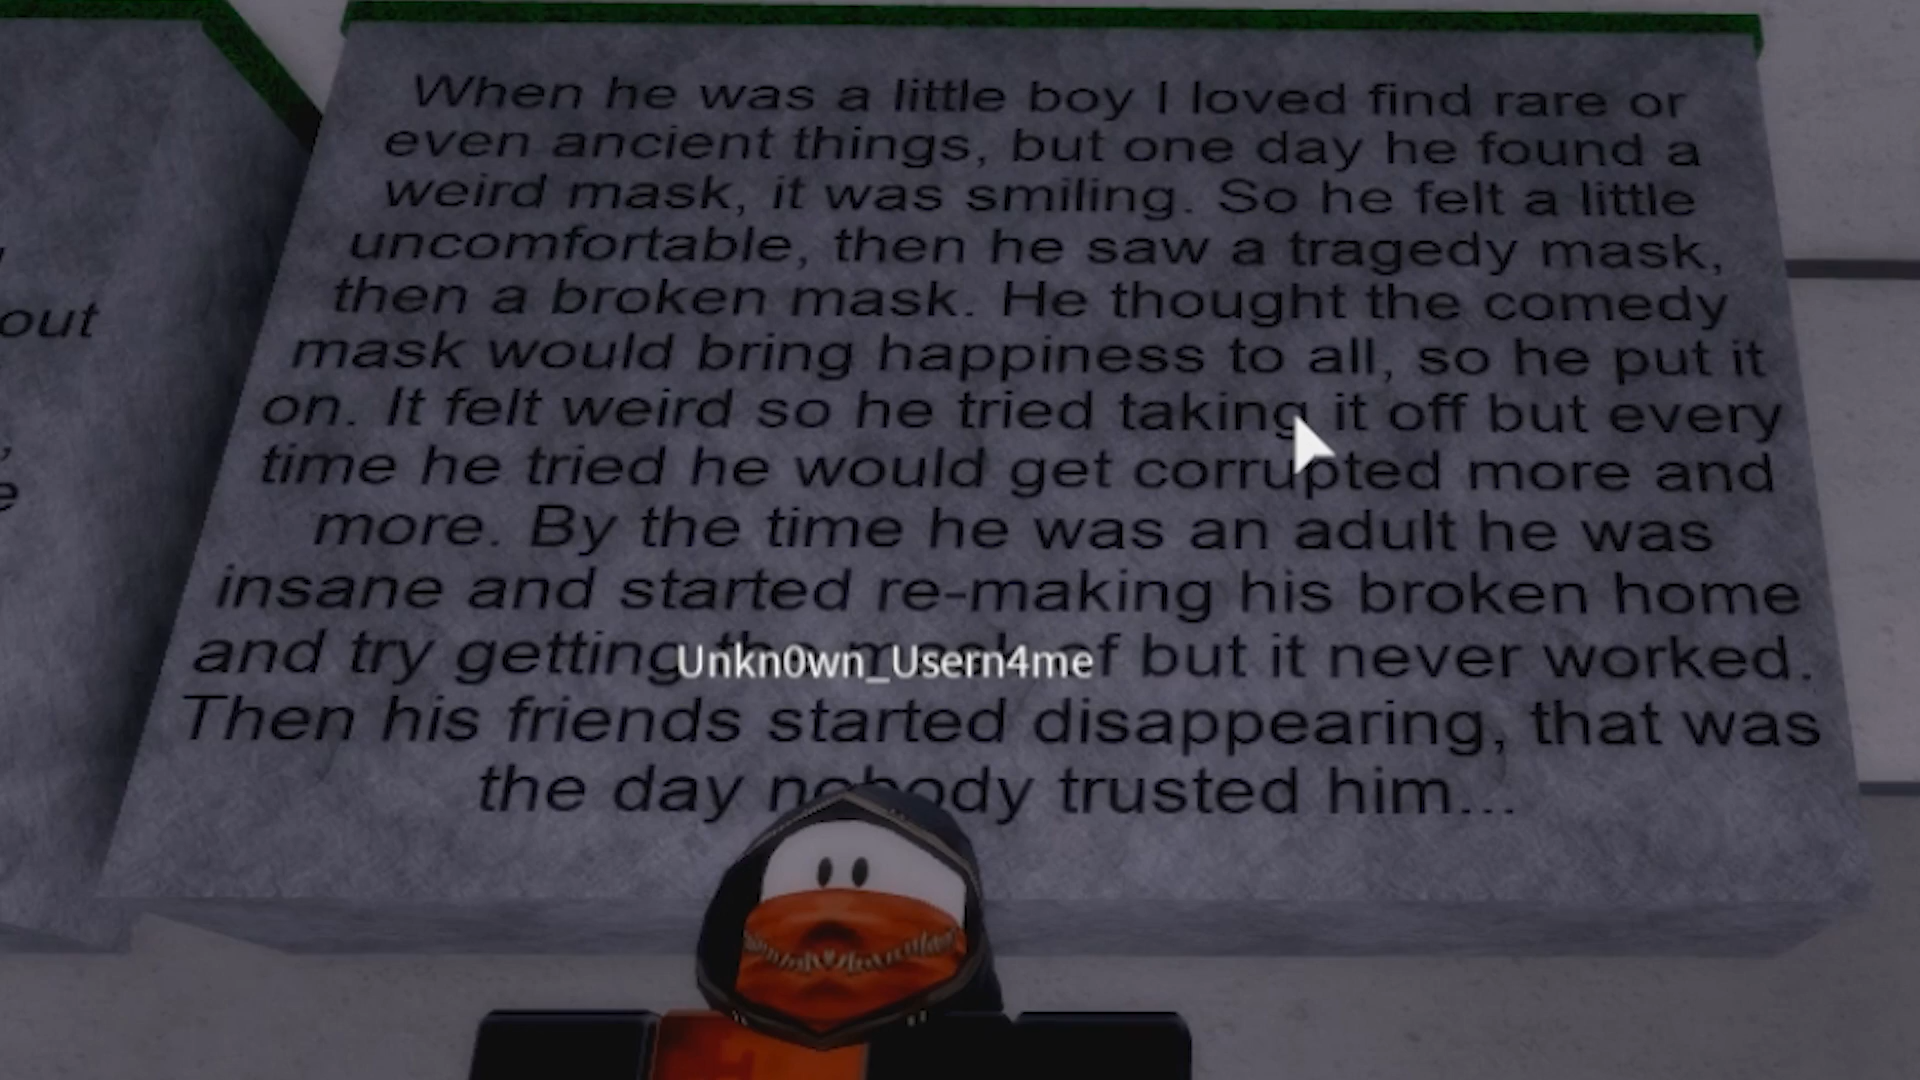 When he was a little boy I loved find rare or
even ancient things, but one day he found a
weird mask, it was smiling. So he felt a little
uncomfortable, then he saw a tragedy mask,
then a broken mask. He thought the comedy
mask would bring happiness to all, so he put it
on. It felt weird so he tried taking it off but every
time he tried he would get corrupted more and
more. By the time he was an adult he was
insane and started re-making his broken home
and try getting the mask of but it never worked.
Unkn0wn_Usern4me
Then his friends started disappearing, that was
the day nobody trusted him...
out